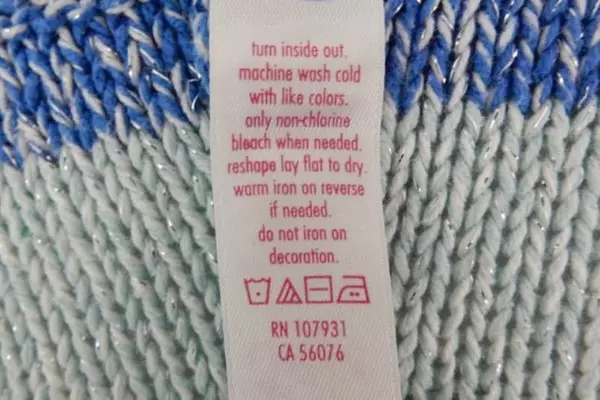 turn inside out.
machine wash cold
with like colors.
only non-chlorine
bleach when needed.
reshape lay flat to dry.
warm iron on reverse
if needed.
do not iron on
decoration.
RN 107931
CA 56076